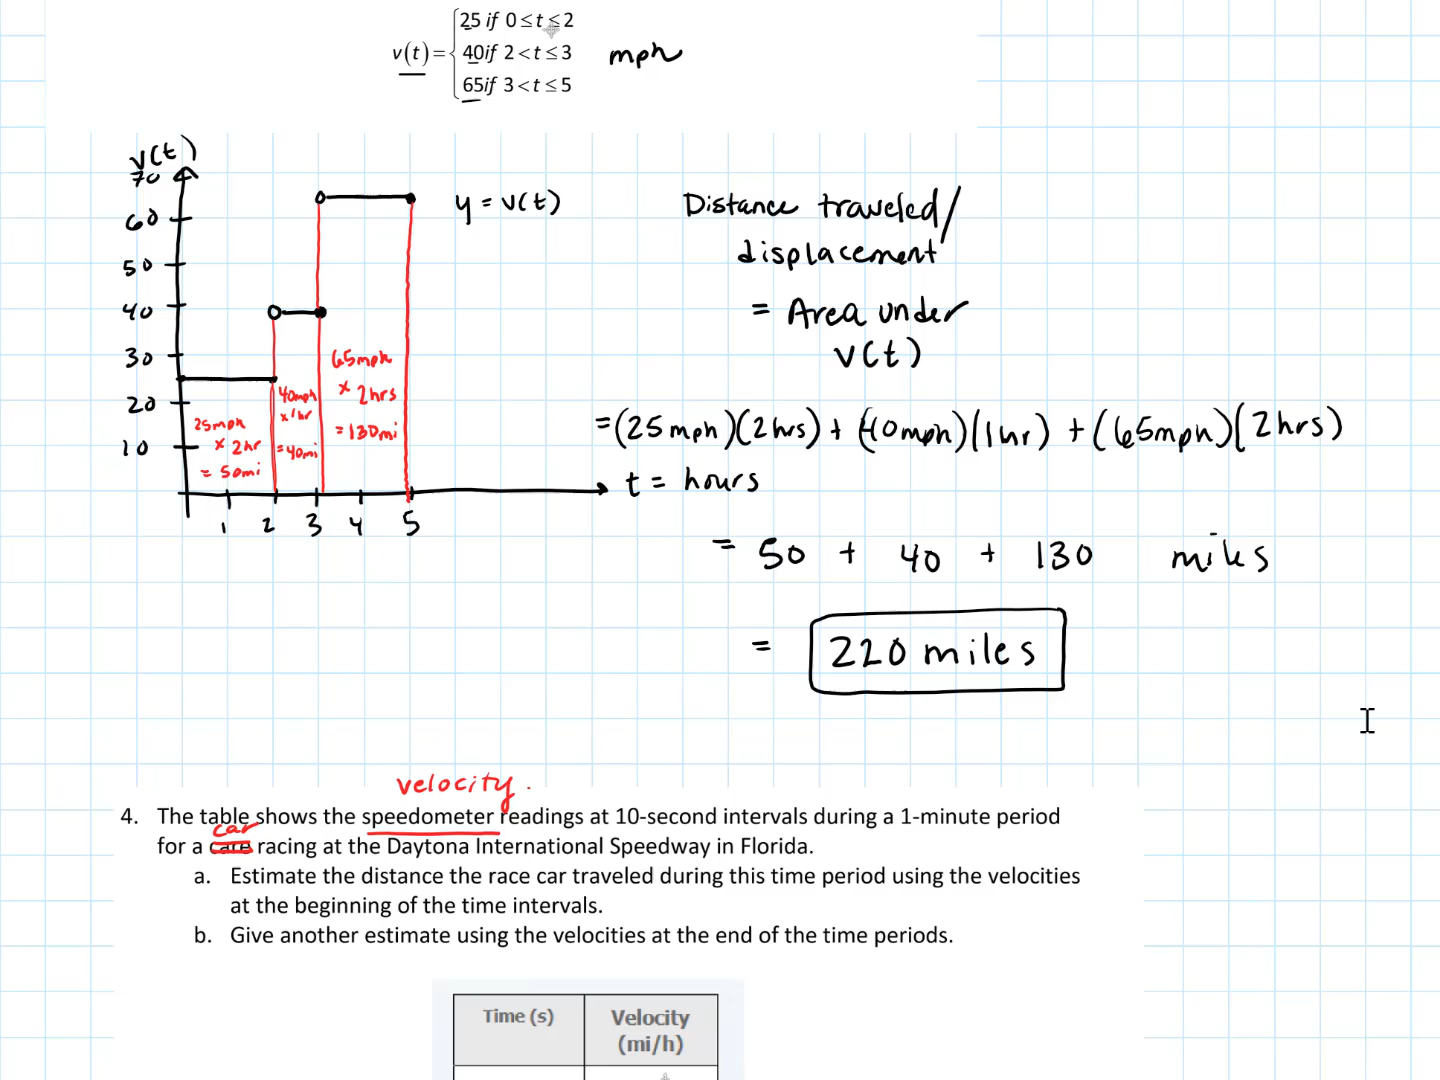 v(t) = { 25 if 0 ≤ t ≤ 2
40 if 2 < t ≤ 3 mph
65 if 3 < t ≤ 5
v(t)
70
60
50
40
30
20
10
1 2 3 4 5
y = v(t)
25mph
× 2hr
= 50mi
40mph
×1hr
=40mi
65mph
× 2hrs
= 130mi
t = hours
Distance traveled/
displacement
= Area under
v(t)
=(25mph)(2hrs) + (40mph)(1hr) + (65mph)(2hrs)
= 50 + 40 + 130 miles
= 220 miles
velocity.
4. The table shows the speedometer readings at 10-second intervals during a 1-minute period
car
for a care racing at the Daytona International Speedway in Florida.
a. Estimate the distance the race car traveled during this time period using the velocities
at the beginning of the time intervals.
b. Give another estimate using the velocities at the end of the time periods.
Time (s) Velocity
(mi/h)